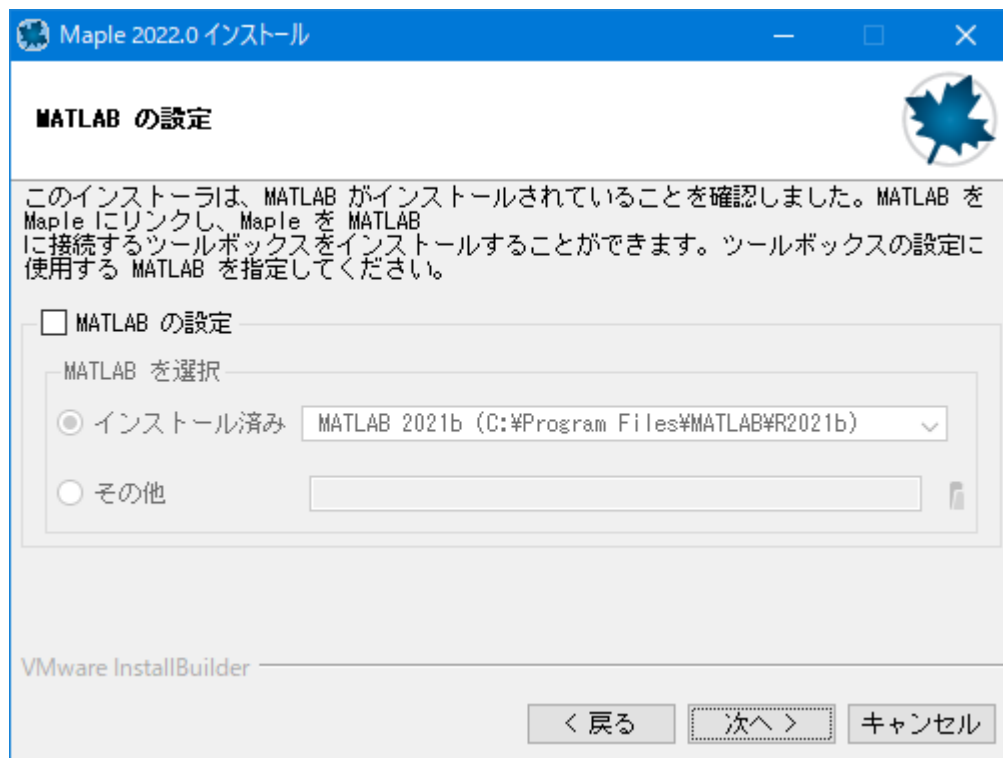 Maple 2022.0 インストール
MATLAB の設定
このインストーラは、MATLAB がインストールされていることを確認しました。MATLAB を
Maple にリンクし、Maple を MATLAB
に接続するツールボックスをインストールすることができます。ツールボックスの設定に
使用する MATLAB を指定してください。
MATLAB の設定
MATLAB を選択
インストール済み MATLAB 2021b (C:¥Program Files¥MATLAB¥R2021b)
その他
VMware InstallBuilder
< 戻る 次へ > キャンセル